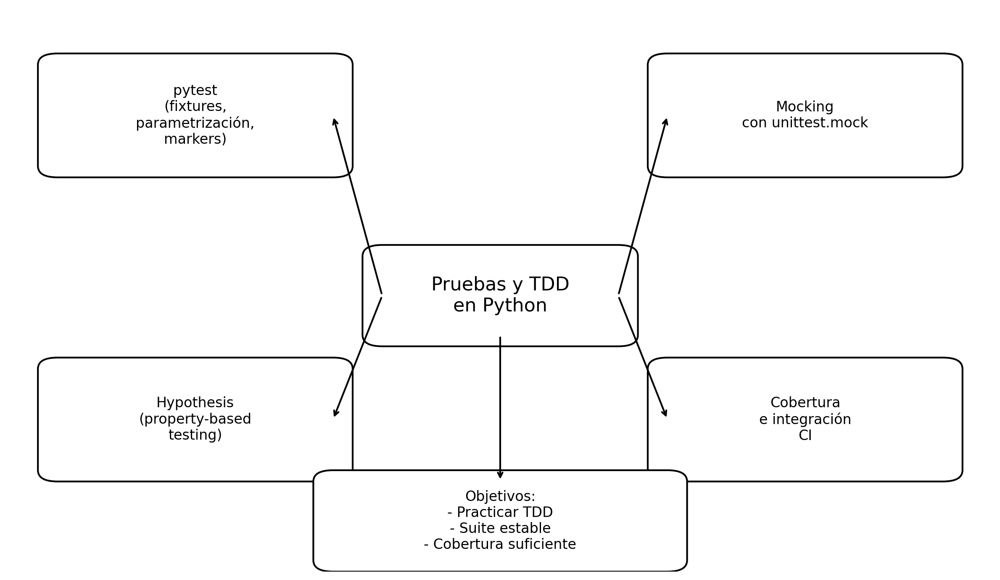 pytest
(fixtures,
parametrización,
markers)
Mocking
con unittest.mock
Pruebas y TDD
en Python
Hypothesis
(property-based
testing)
Cobertura
e integración
CI
Objetivos:
- Practicar TDD
- Suite estable
- Cobertura suficiente